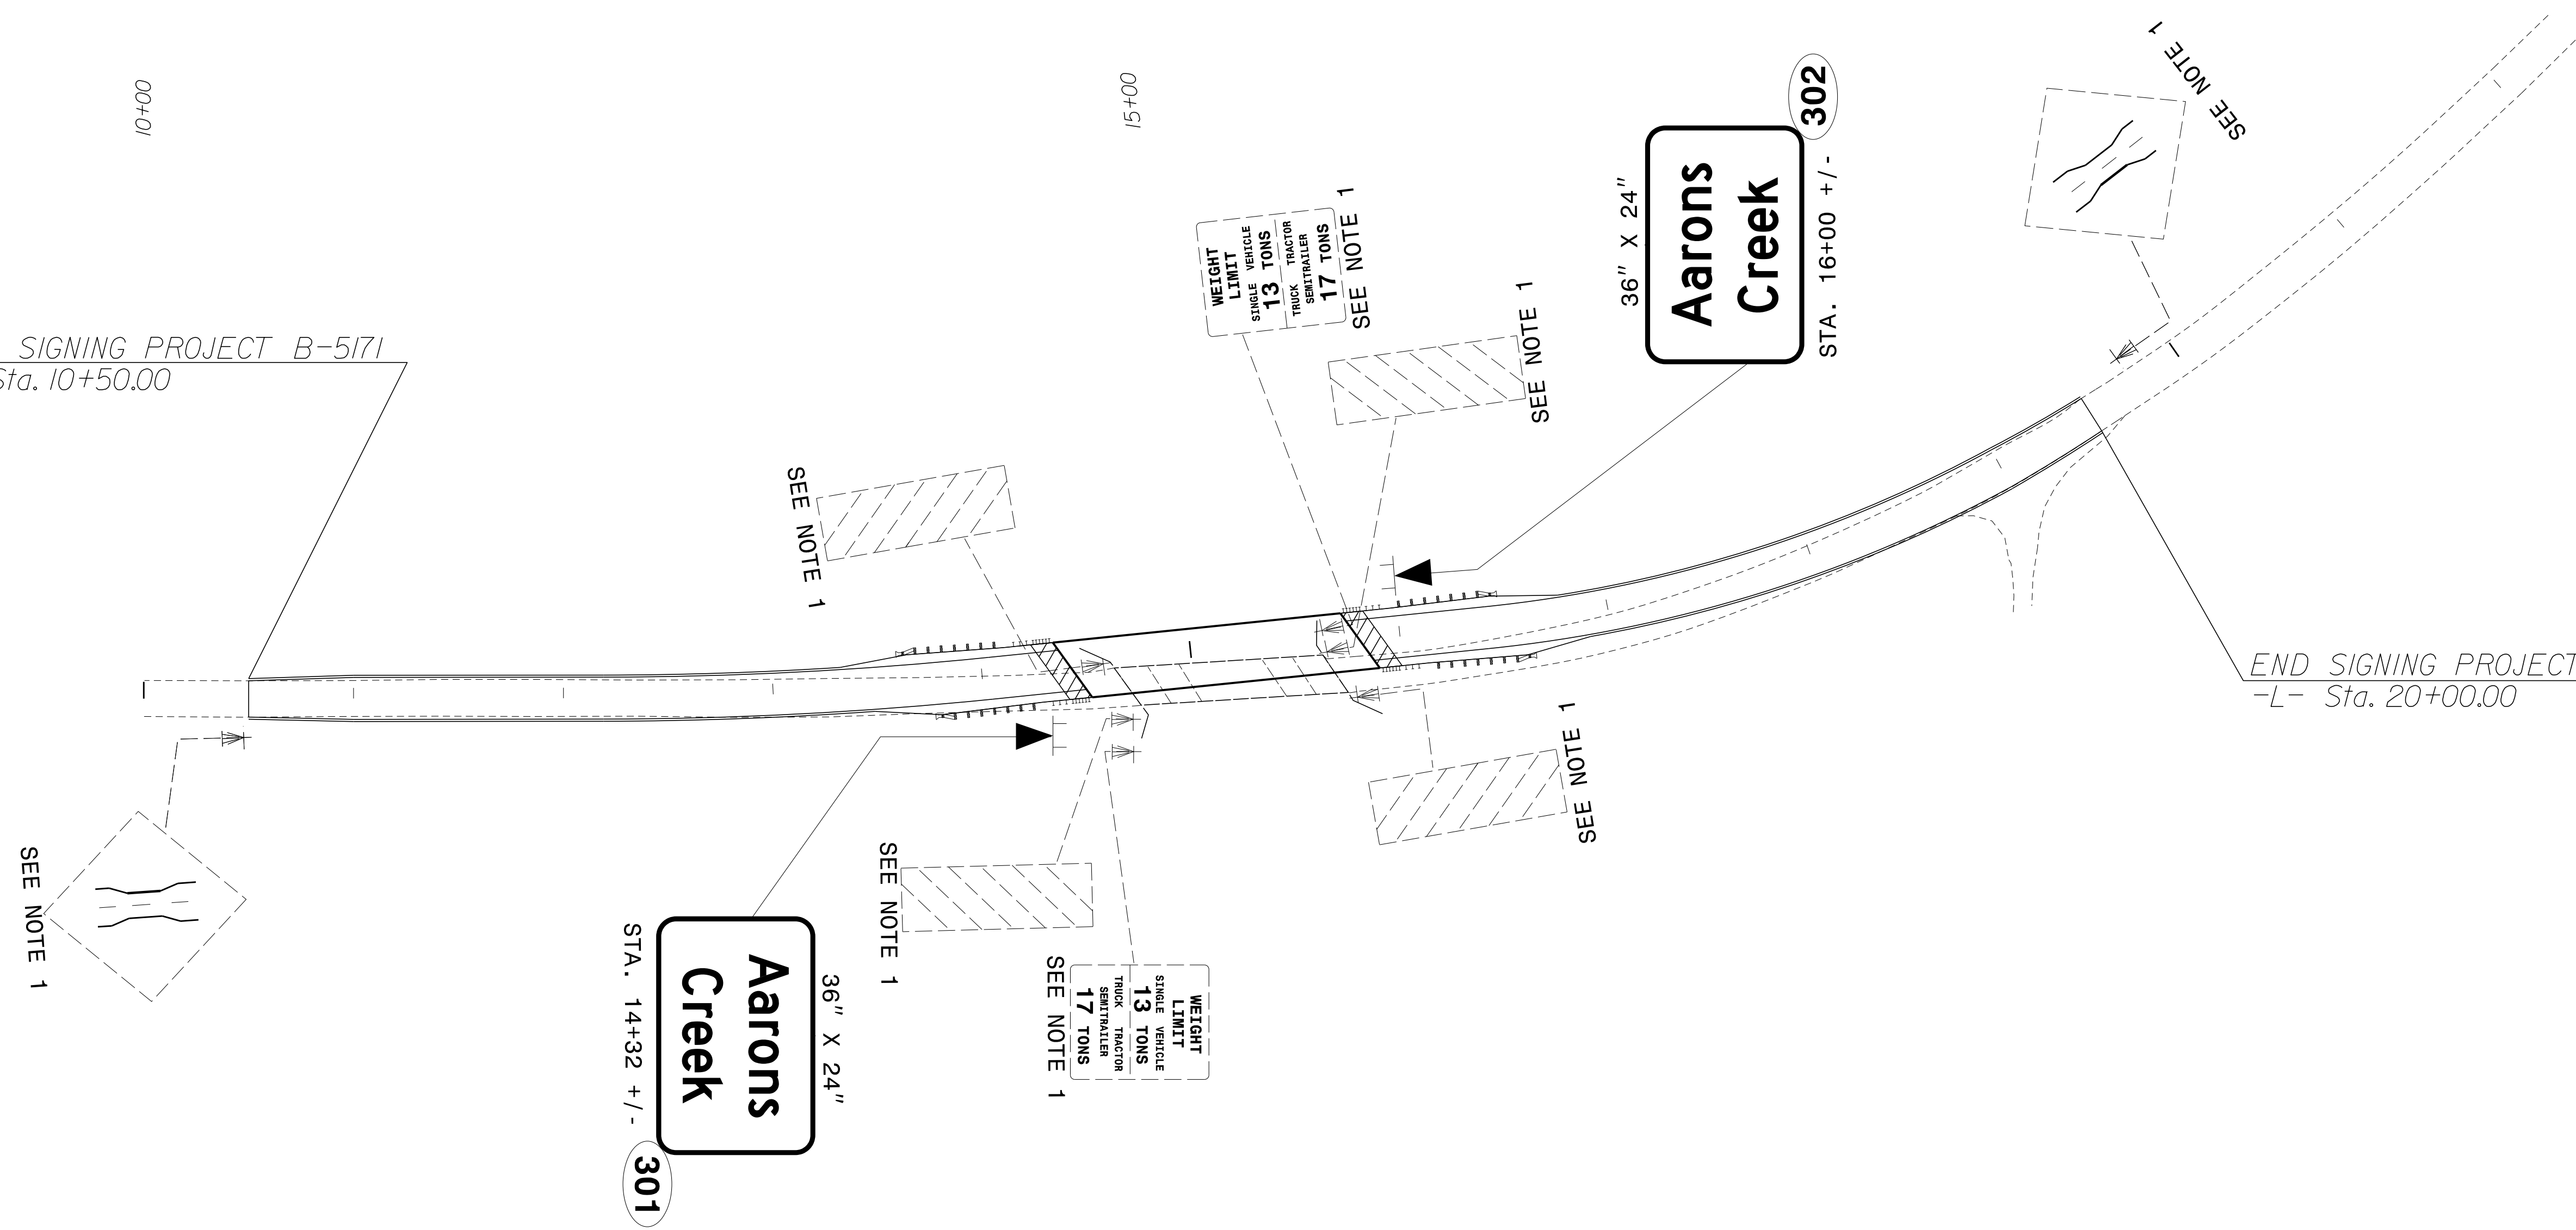 10+00
15+00
SIGNING PROJECT B-5171
Sta. 10+50.00
SEE NOTE 1
SEE NOTE 1
WEIGHT
LIMIT
SINGLE VEHICLE
13 TONS
TRUCK TRACTOR
SEMITRAILER
17 TONS
SEE NOTE 1
SEE NOTE 1
36" X 24"
Aarons
Creek
STA. 16+00 +/-
302
SEE NOTE 1
END SIGNING PROJECT
-L- Sta. 20+00.00
SEE NOTE 1
36" X 24"
Aarons
Creek
STA. 14+32 +/-
301
SEE NOTE 1
WEIGHT
LIMIT
SINGLE VEHICLE
13 TONS
TRUCK TRACTOR
SEMITRAILER
17 TONS
SEE NOTE 1